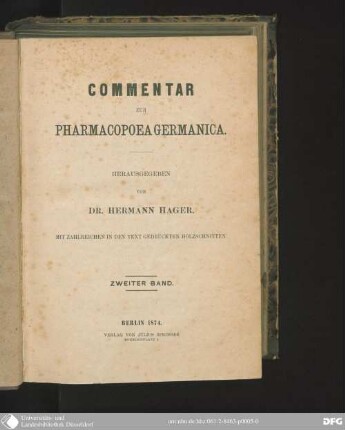 COMMENTAR
ZUR
PHARMACOPOEA GERMANICA.
HERAUSGEGEBEN
VON
DR. HERMANN HAGER.
MIT ZAHLREICHEN IN DEN TEXT GEDRUCKTEN HOLZSCHNITTEN.
ZWEITER BAND.
BERLIN 1874.
VERLAG VON JULIUS SPRINGER
Universitäts- und
Landesbibliothek Düsseldorf
DFG